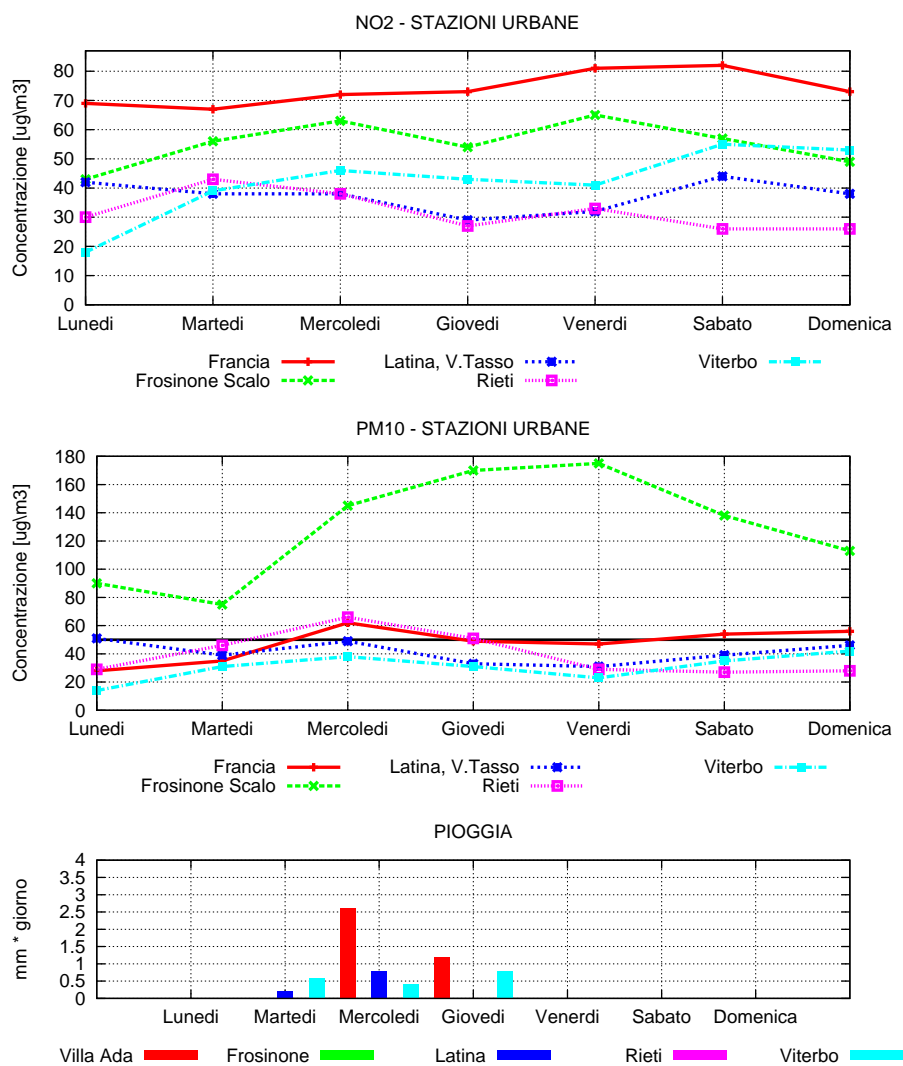 NO2 - STAZIONI URBANE
Concentrazione [ug\m3]
80
70
60
50
40
30
20
10
0
Lunedi Martedi Mercoledi Giovedi Venerdi Sabato Domenica
Francia Latina, V.Tasso Viterbo
Frosinone Scalo Rieti
PM10 - STAZIONI URBANE
Concentrazione [ug\m3]
180
160
140
120
100
80
60
40
20
0
Lunedi Martedi Mercoledi Giovedi Venerdi Sabato Domenica
Francia Latina, V.Tasso Viterbo
Frosinone Scalo Rieti
PIOGGIA
mm * giorno
4
3.5
3
2.5
2
1.5
1
0.5
0
Lunedi Martedi Mercoledi Giovedi Venerdi Sabato Domenica
Villa Ada Frosinone Latina Rieti Viterbo